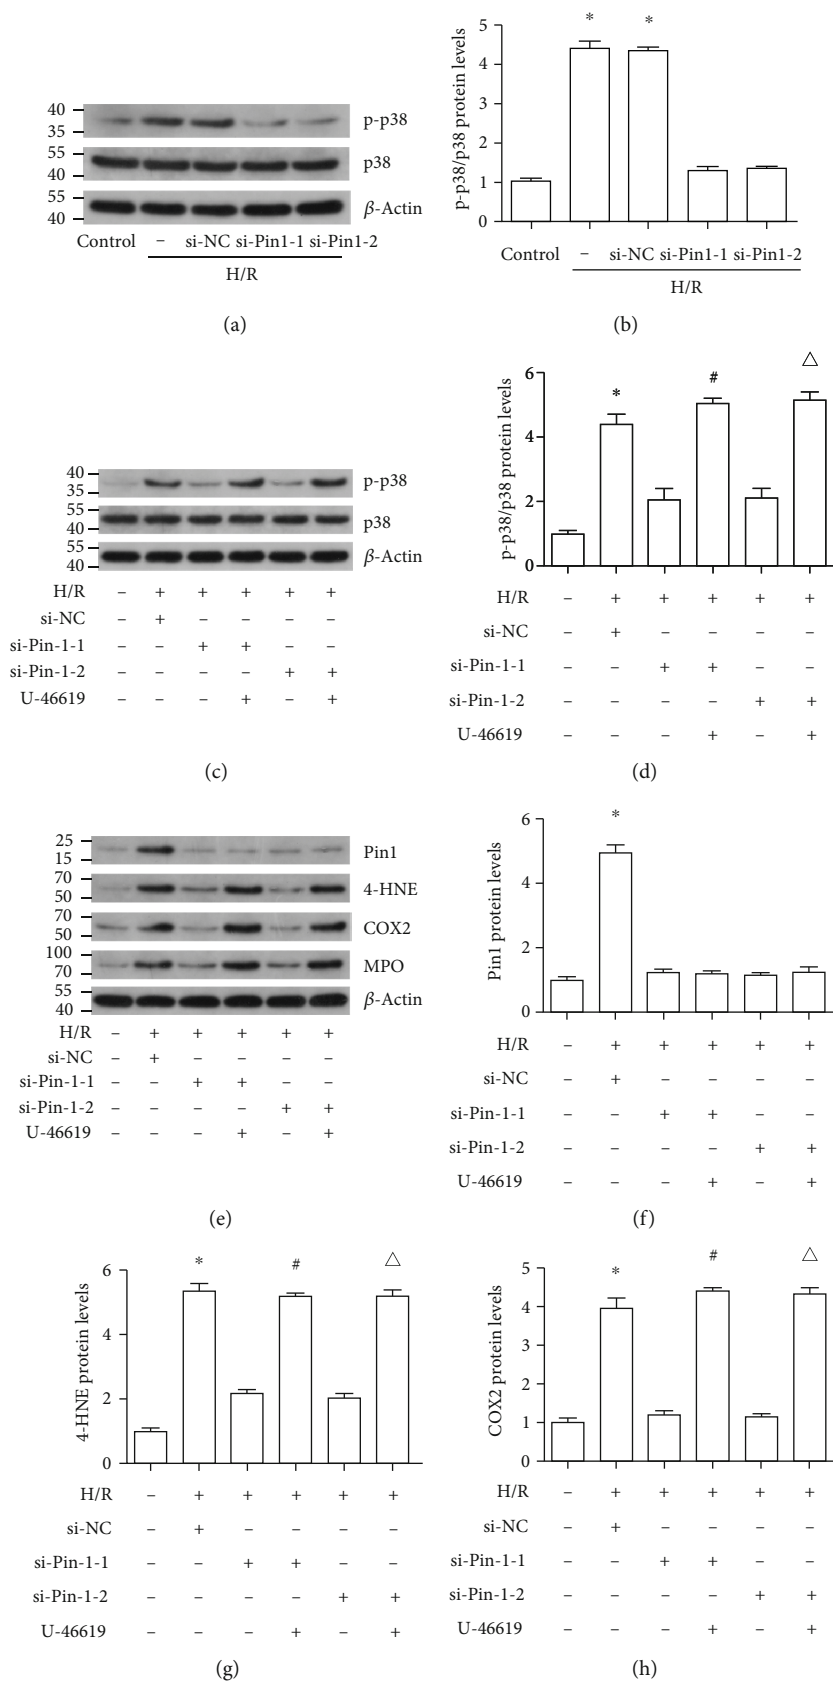 40
35
p-p38
55
40
p38
55
40
β-Actin
Control – si-NC si-Pin1-1 si-Pin1-2
H/R
(a)
p-p38/p38 protein levels
5
4
3
2
1
0
* *
Control – si-NC si-Pin1-1 si-Pin1-2
H/R
(b)
40
35
p-p38
55
40
p38
55
40
β-Actin
H/R – + + + + +
si-NC – + – – – –
si-Pin-1-1 – – + + – –
si-Pin-1-2 – – – – + +
U-46619 – – – + – +
(c)
p-p38/p38 protein levels
6
4
2
0
* # △
H/R – + + + + +
si-NC – + – – – –
si-Pin-1-1 – – + + – –
si-Pin-1-2 – – – – + +
U-46619 – – – + – +
(d)
25
15
Pin1
70
50
4-HNE
70
50
COX2
100
70
MPO
55
40
β-Actin
H/R – + + + + +
si-NC – + – – – –
si-Pin-1-1 – – + + – –
si-Pin-1-2 – – – – + +
U-46619 – – – + – +
(e)
Pin1 protein levels
6
4
2
0
*
H/R – + + + + +
si-NC – + – – – –
si-Pin-1-1 – – + + – –
si-Pin-1-2 – – – – + +
U-46619 – – – + – +
(f)
4-HNE protein levels
6
4
2
0
* # △
H/R – + + + + +
si-NC – + – – – –
si-Pin-1-1 – – + + – –
si-Pin-1-2 – – – – + +
U-46619 – – – + – +
(g)
COX2 protein levels
5
4
3
2
1
0
* # △
H/R – + + + + +
si-NC – + – – – –
si-Pin-1-1 – – + + – –
si-Pin-1-2 – – – – + +
U-46619 – – – + – +
(h)